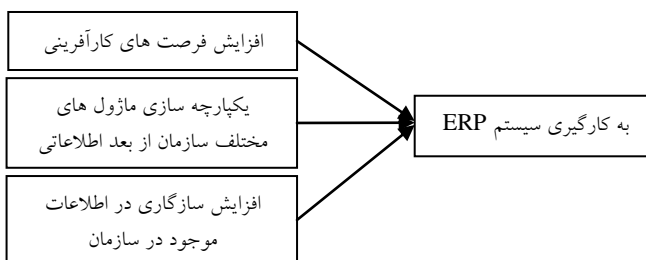 افزایش فرصت های کارآفرینی
یکپارچه سازی ماژول های
مختلف سازمان از بعد اطلاعاتی
به کارگیری سیستم ERP
افزایش سازگاری در اطلاعات
موجود در سازمان